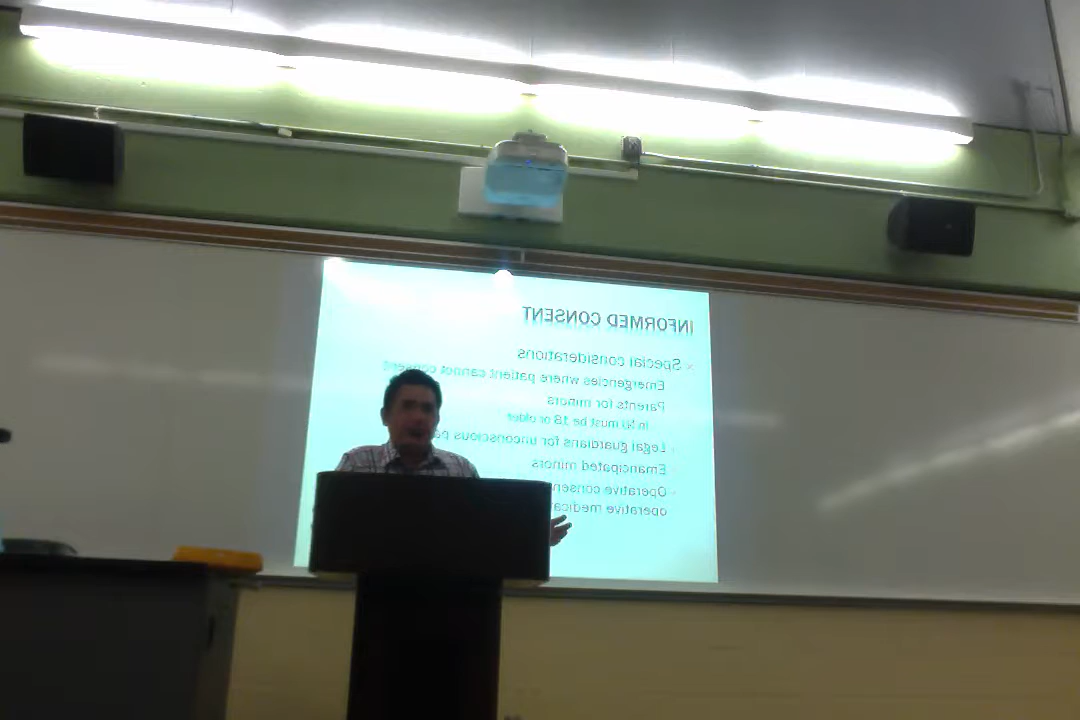 INFORMED CONSENT
Special considerations
Emergencies where patient cannot consent
Parents for minors
In NJ must be 18 or older
Legal guardians for unconscious
Emancipated minors
Operative
operative